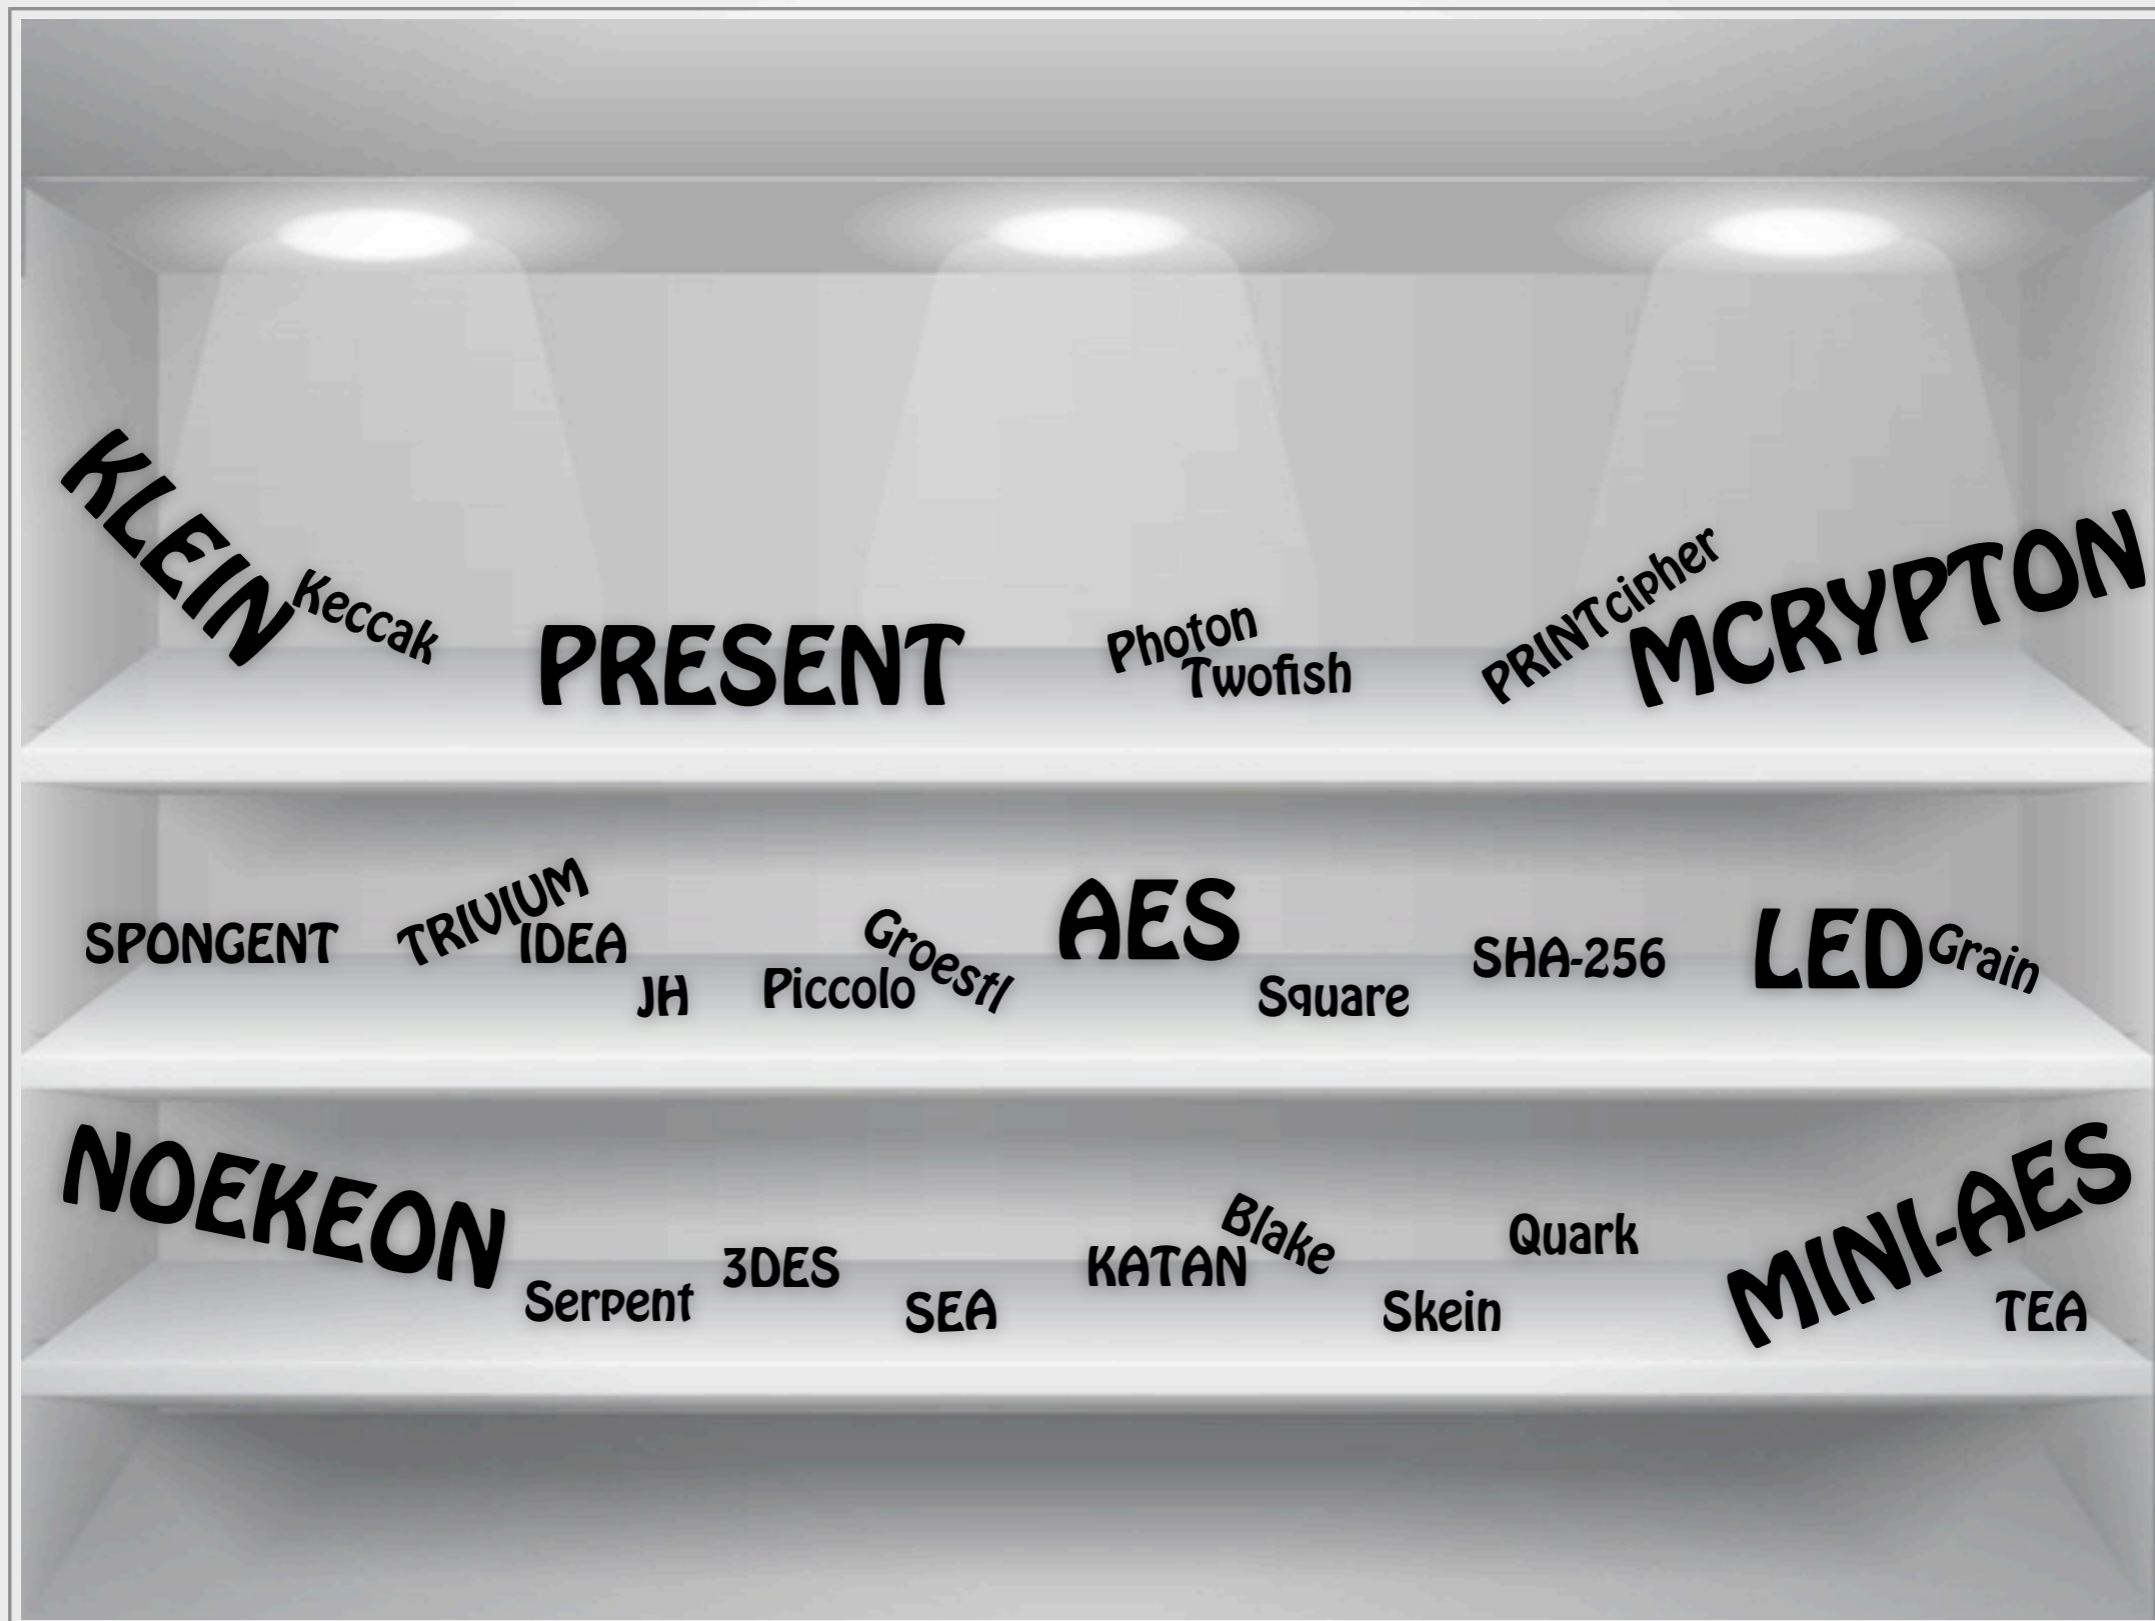 KLEIN
Keccak
PRESENT
Photon
Twofish
PRINTcipher
MCRYPTON
SPONGENT
TRIVIUM
IDEA
JH
Piccolo
Groestl
AES
Square
SHA-256
LED
Grain
NOEKEON
Serpent
3DES
SEA
KATAN
Blake
Skein
Quark
MINI-AES
TEA